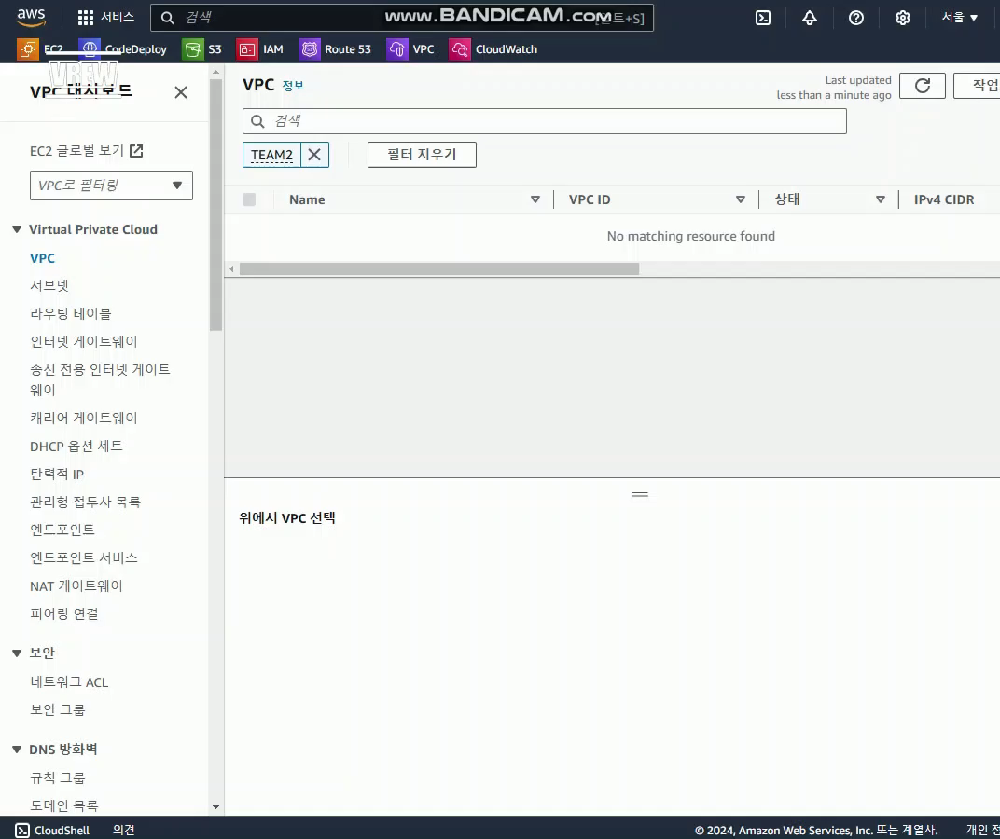 aws
서비스
검색
www.BANDICAM.com
트+S]
서울
EC2
CodeDeploy
S3
IAM
Route 53
VPC
CloudWatch
VREW
VPC 대시보드
EC2 글로벌 보기
VPC로 필터링
Virtual Private Cloud
VPC
서브넷
라우팅 테이블
인터넷 게이트웨이
송신 전용 인터넷 게이트
웨이
캐리어 게이트웨이
DHCP 옵션 세트
탄력적 IP
관리형 접두사 목록
엔드포인트
엔드포인트 서비스
NAT 게이트웨이
피어링 연결
보안
네트워크 ACL
보안 그룹
DNS 방화벽
규칙 그룹
도메인 목록
VPC 정보
Last updated
less than a minute ago
작업
검색
TEAM2
필터 지우기
Name
VPC ID
상태
IPv4 CIDR
No matching resource found
위에서 VPC 선택
CloudShell
의견
© 2024, Amazon Web Services, Inc. 또는 계열사.
개인 정